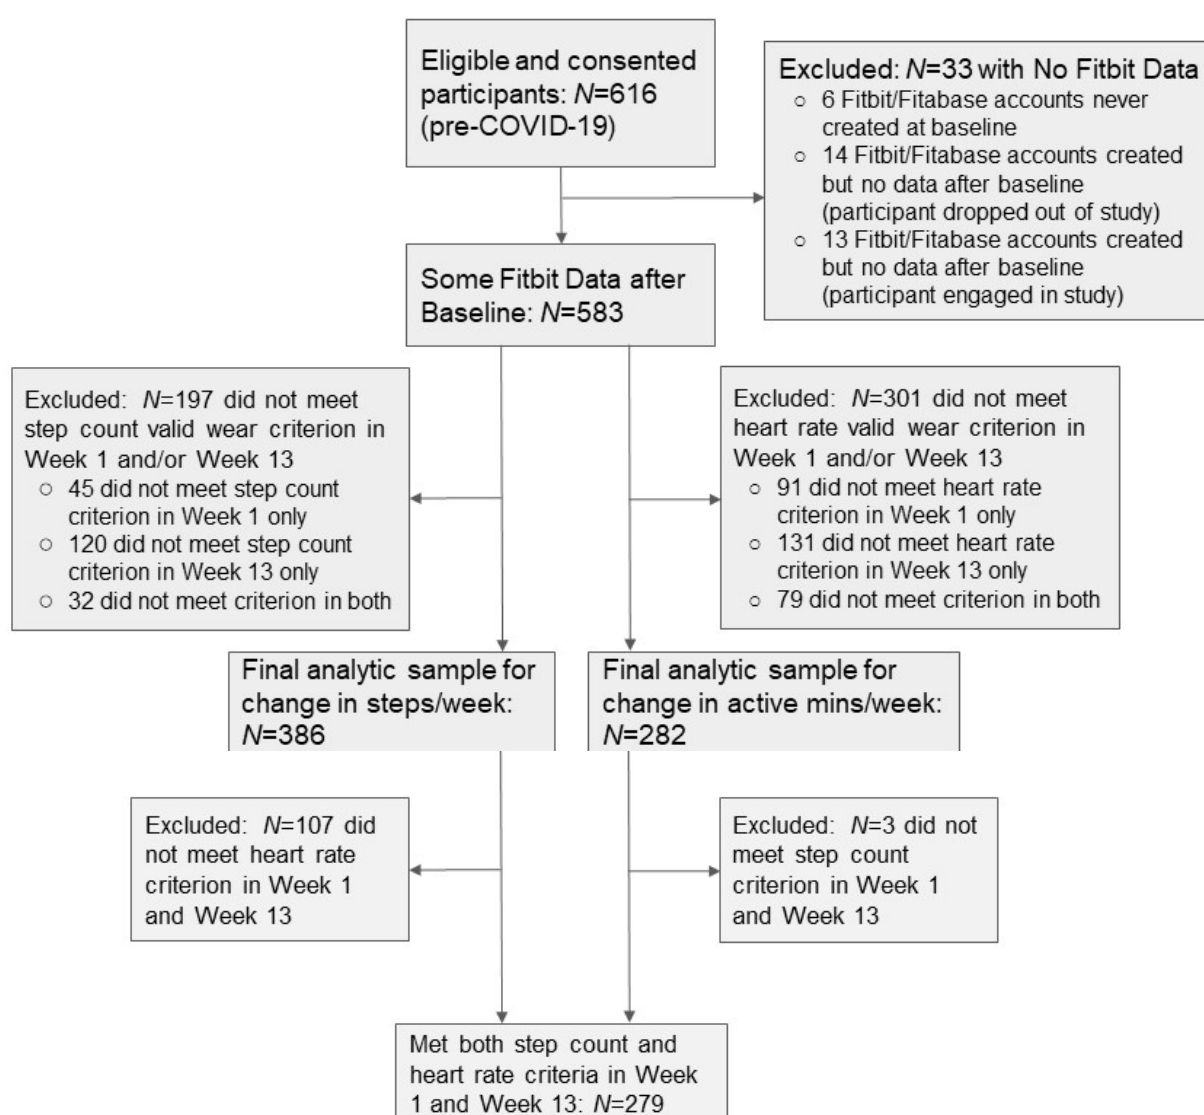 Eligible and consented
participants: N=616
(pre-COVID-19)
Excluded: N=33 with No Fitbit Data
○ 6 Fitbit/Fitabase accounts never
created at baseline
○ 14 Fitbit/Fitabase accounts created
but no data after baseline
(participant dropped out of study)
○ 13 Fitbit/Fitabase accounts created
but no data after baseline
(participant engaged in study)
Some Fitbit Data after
Baseline: N=583
Excluded: N=197 did not meet
step count valid wear criterion in
Week 1 and/or Week 13
○ 45 did not meet step count
criterion in Week 1 only
○ 120 did not meet step count
criterion in Week 13 only
○ 32 did not meet criterion in both
Excluded: N=301 did not meet
heart rate valid wear criterion in
Week 1 and/or Week 13
○ 91 did not meet heart rate
criterion in Week 1 only
○ 131 did not meet heart rate
criterion in Week 13 only
○ 79 did not meet criterion in both
Final analytic sample for
change in steps/week:
N=386
Final analytic sample for
change in active mins/week:
N=282
Excluded: N=107 did
not meet heart rate
criterion in Week 1
and Week 13
Excluded: N=3 did not
meet step count
criterion in Week 1
and Week 13
Met both step count and
heart rate criteria in Week
1 and Week 13: N=279